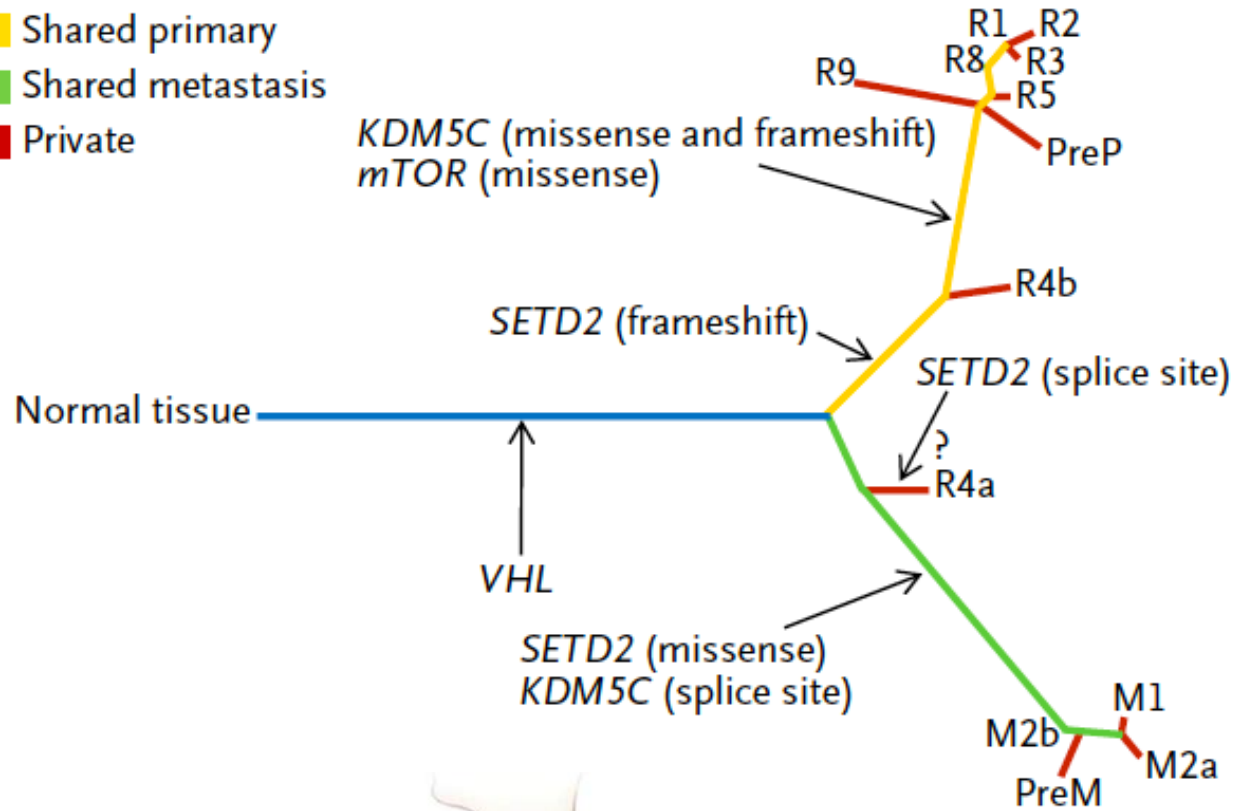 Shared primary
Shared metastasis
Private
R1
R2
R8
R3
R9
R5
KDM5C (missense and frameshift)
mTOR (missense)
PreP
R4b
SETD2 (frameshift)
SETD2 (splice site)
Normal tissue
?
R4a
VHL
SETD2 (missense)
KDM5C (splice site)
M1
M2b
M2a
PreM